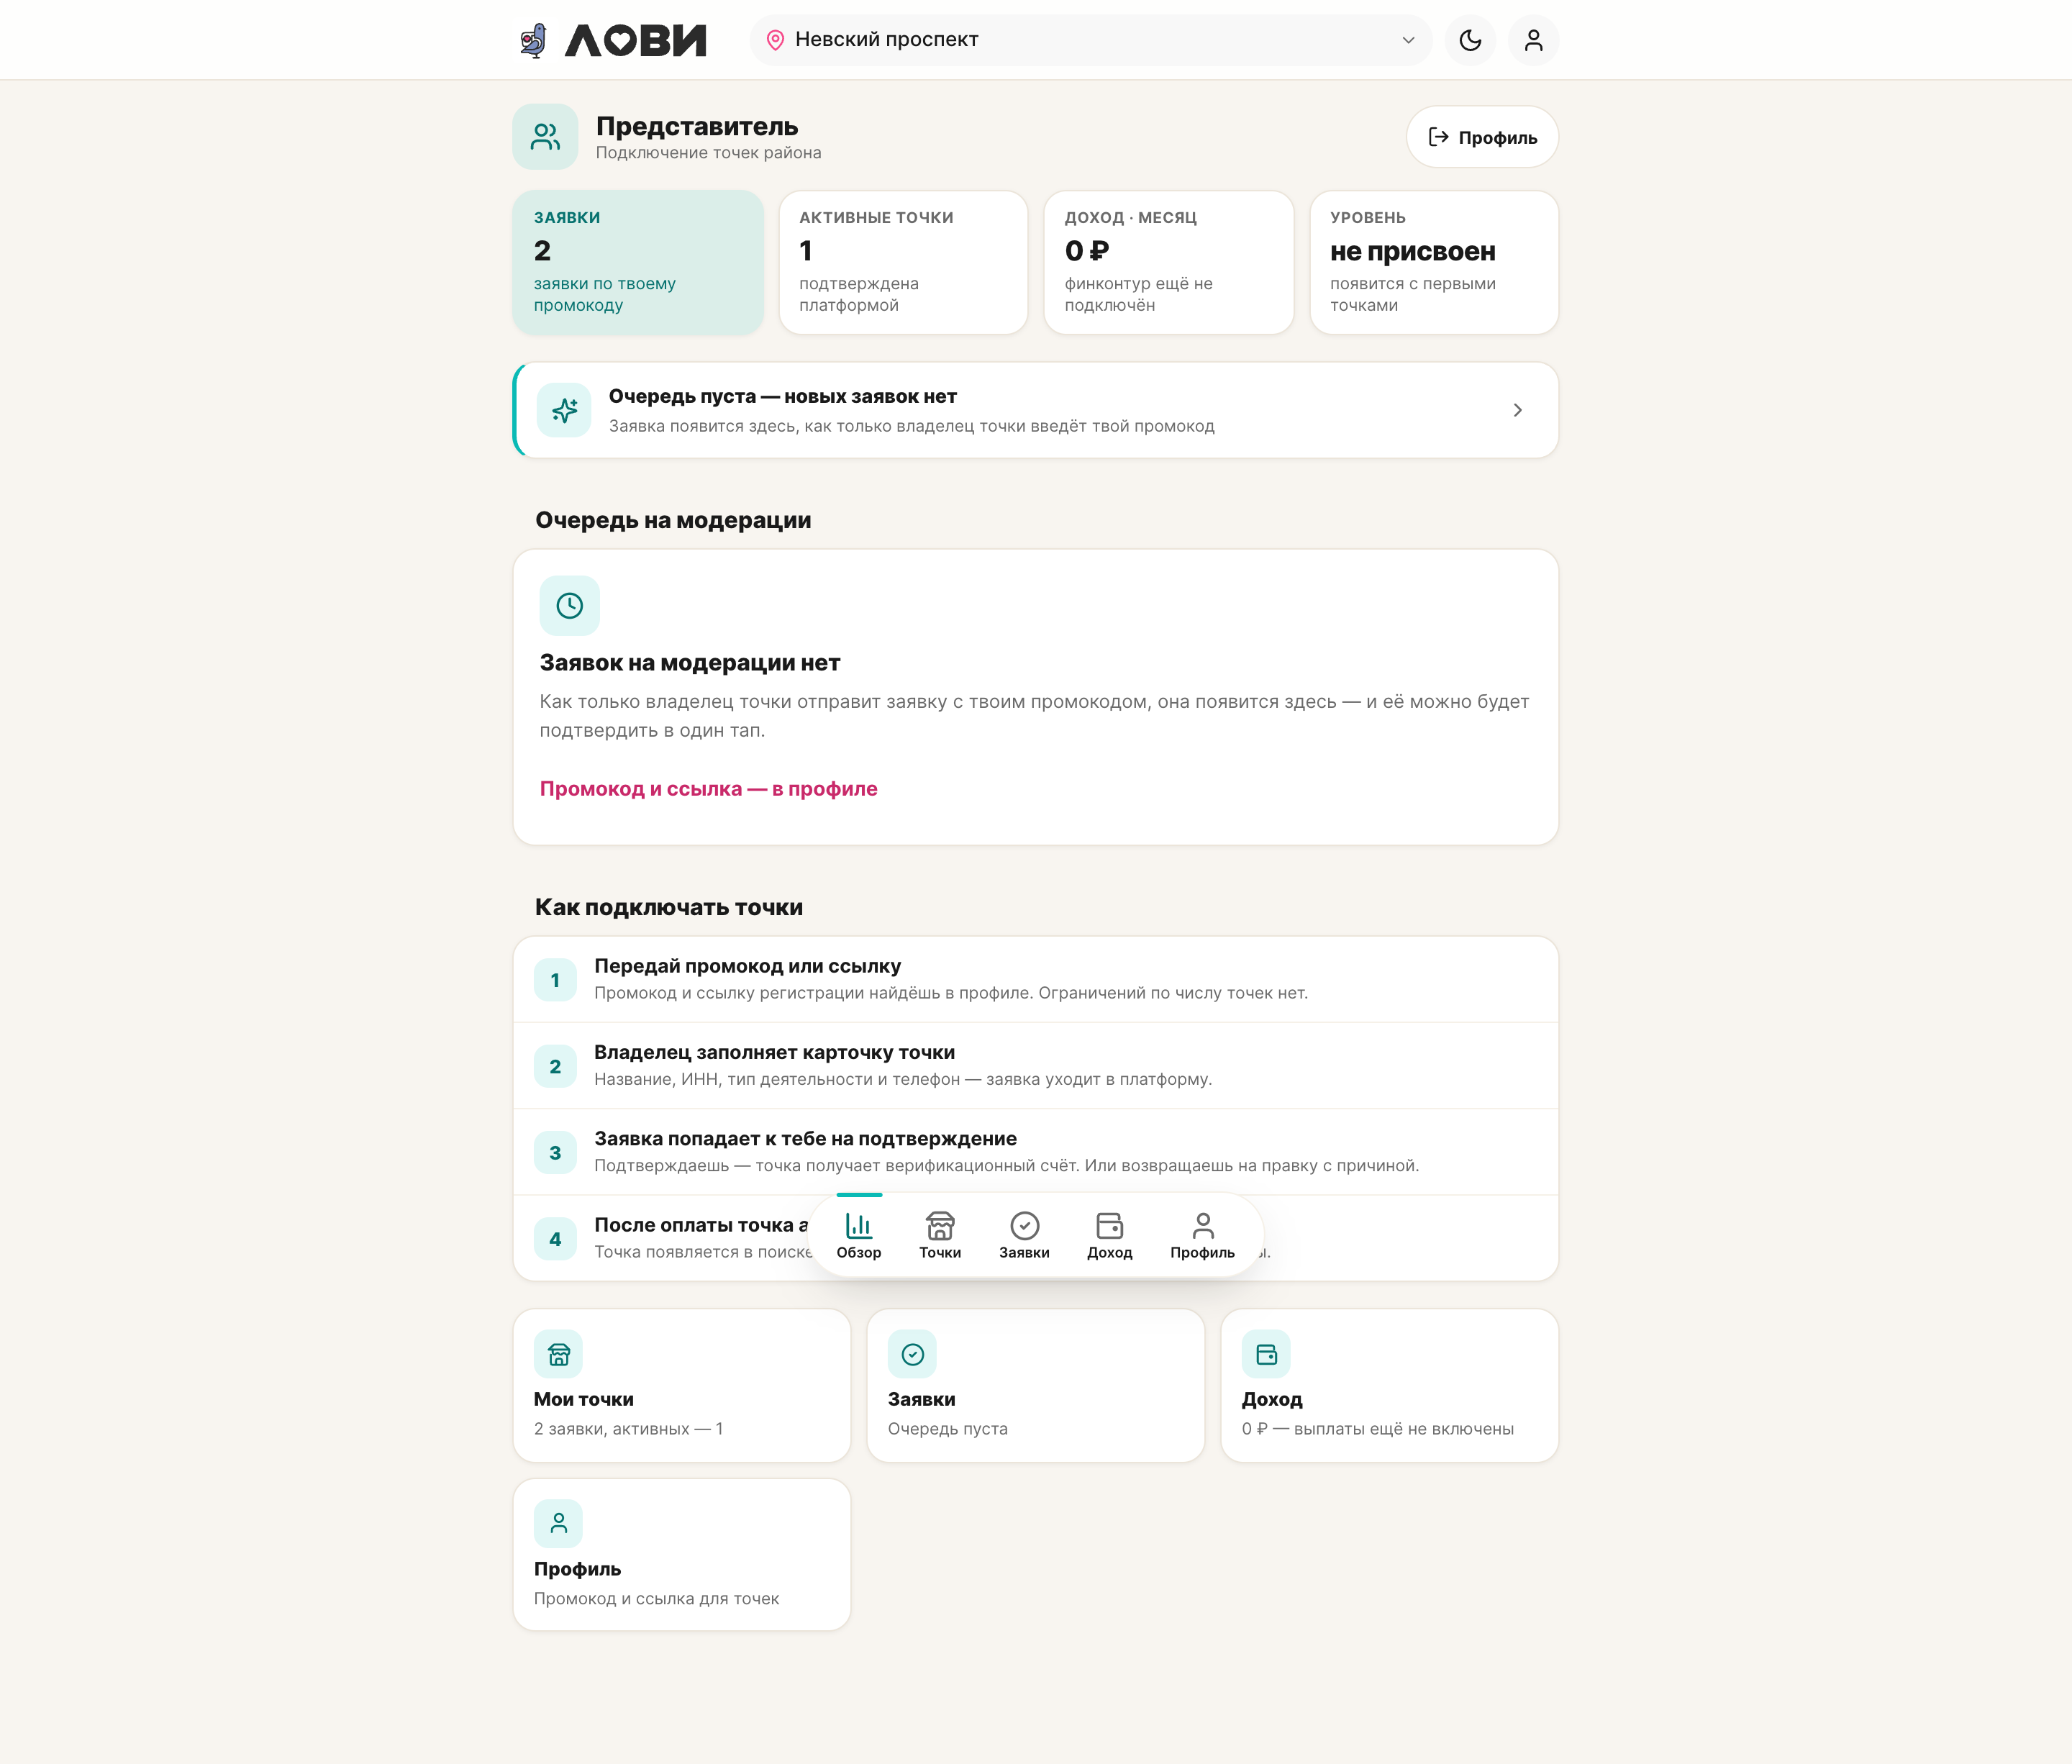 ЛОВИ
Невский проспект
Представитель
Подключение точек района
Профиль
ЗАЯВКИ
2
заявки по твоему
промокоду
АКТИВНЫЕ ТОЧКИ
1
подтверждена
платформой
ДОХОД · МЕСЯЦ
0 ₽
финконтур ещё не
подключён
УРОВЕНЬ
не присвоен
появится с первыми
точками
Очередь пуста — новых заявок нет
Заявка появится здесь, как только владелец точки введёт твой промокод
Очередь на модерации
Заявок на модерации нет
Как только владелец точки отправит заявку с твоим промокодом, она появится здесь — и её можно будет
подтвердить в один тап.
Промокод и ссылка — в профиле
Как подключать точки
1
Передай промокод или ссылку
Промокод и ссылку регистрации найдёшь в профиле. Ограничений по числу точек нет.
2
Владелец заполняет карточку точки
Название, ИНН, тип деятельности и телефон — заявка уходит в платформу.
3
Заявка попадает к тебе на подтверждение
Подтверждаешь — точка получает верификационный счёт. Или возвращаешь на правку с причиной.
4
После оплаты точка
Точка появляется в поиске
Обзор
Точки
Заявки
Доход
Профиль
Мои точки
2 заявки, активных — 1
Заявки
Очередь пуста
Доход
0 ₽ — выплаты ещё не включены
Профиль
Промокод и ссылка для точек